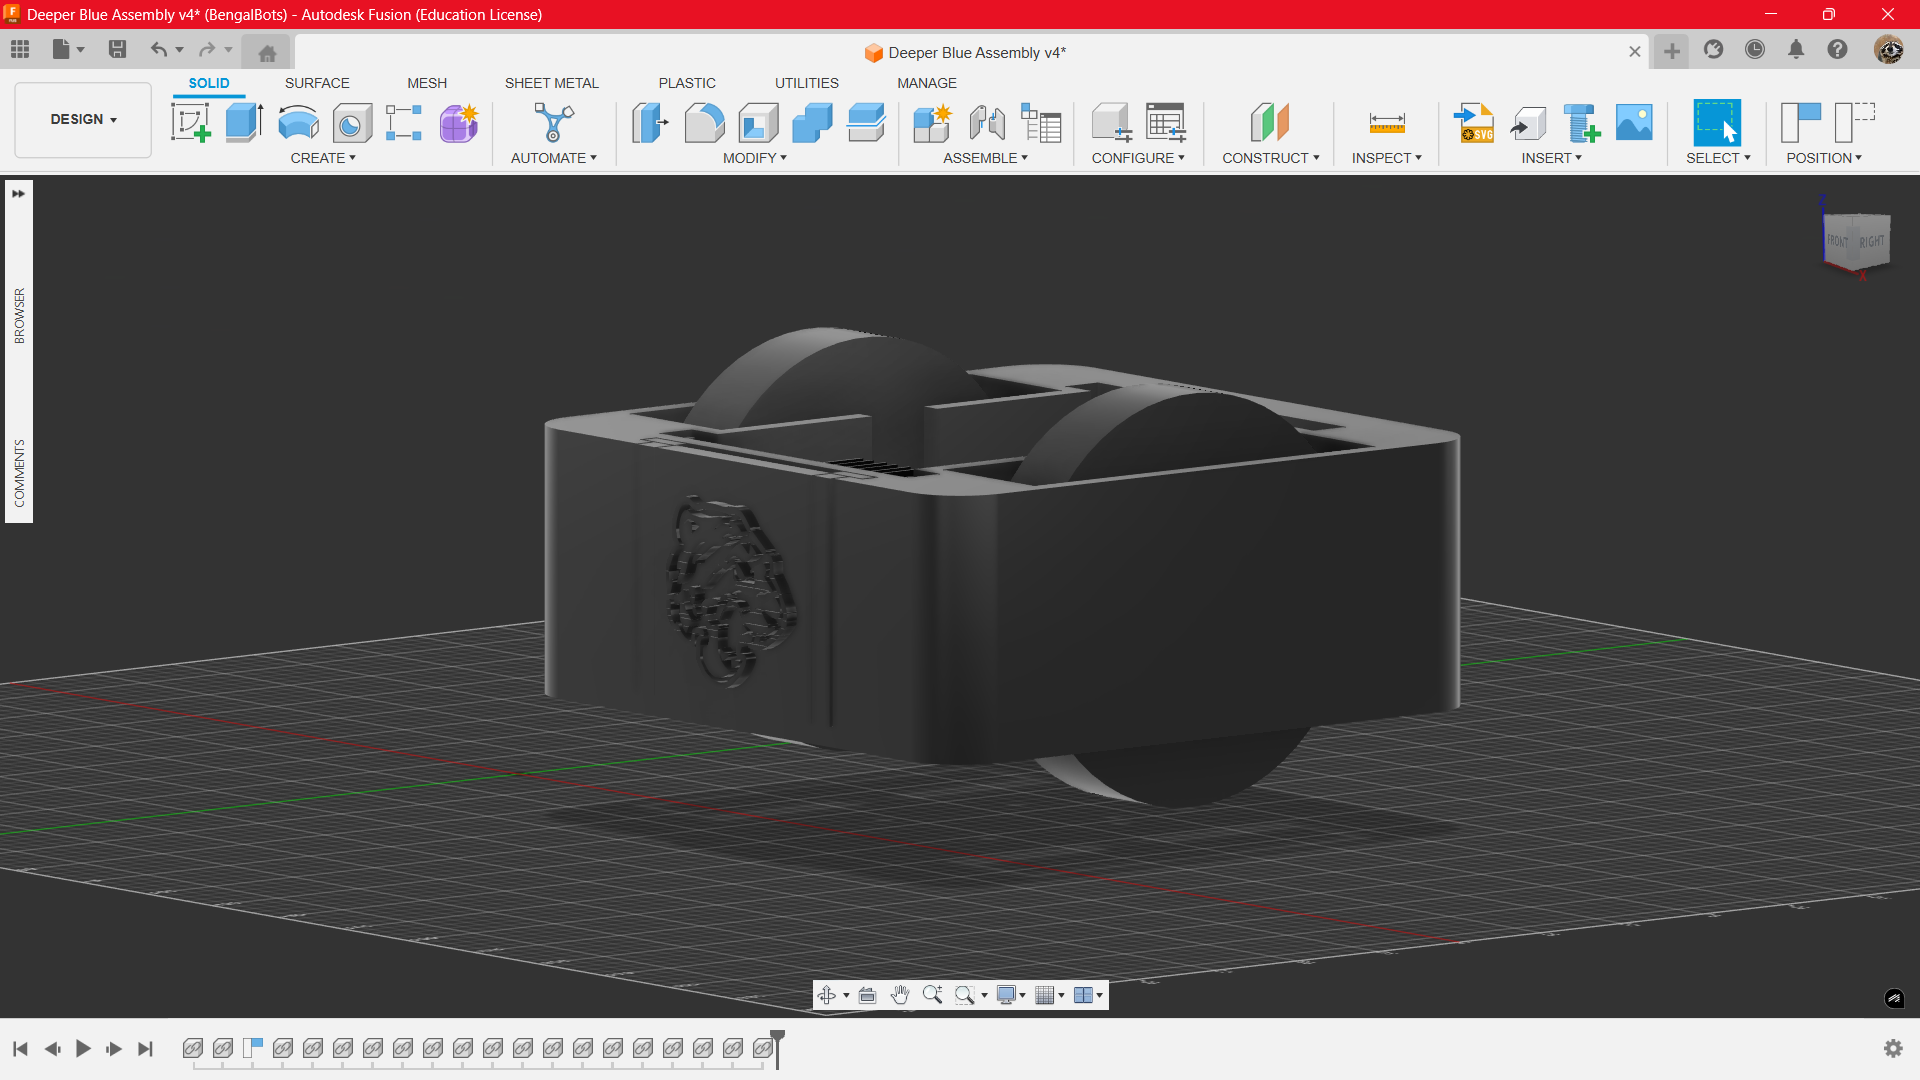 Deeper Blue Assembly v4* (BengalBots) - Autodesk Fusion (Education License)
Deeper Blue Assembly v4*
SOLID SURFACE MESH SHEET METAL PLASTIC UTILITIES MANAGE
DESIGN
SVG
CREATE AUTOMATE MODIFY ASSEMBLE CONFIGURE CONSTRUCT INSPECT INSERT SELECT POSITION
BROWSER
COMMENTS
Z
FRONT RIGHT
X